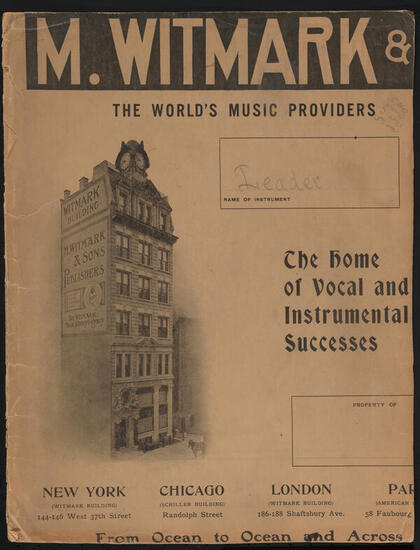 M. WITMARK &
THE WORLD'S MUSIC PROVIDERS
Leader
NAME OF INSTRUMENT
WITMARK
BUILDING
M. WITMARK
& SONS
PUBLISHERS
The Home
of Vocal and
Instrumental
Successes
PROPERTY OF
NEW YORK
(WITMARK BUILDING)
144-146 West 37th Street
CHICAGO
(SCHILLER BUILDING)
Randolph Street
LONDON
(WITMARK BUILDING)
186-188 Shaftsbury Ave.
PAR
(AMERICAN
58 Faubour
From Ocean to Ocean and Across